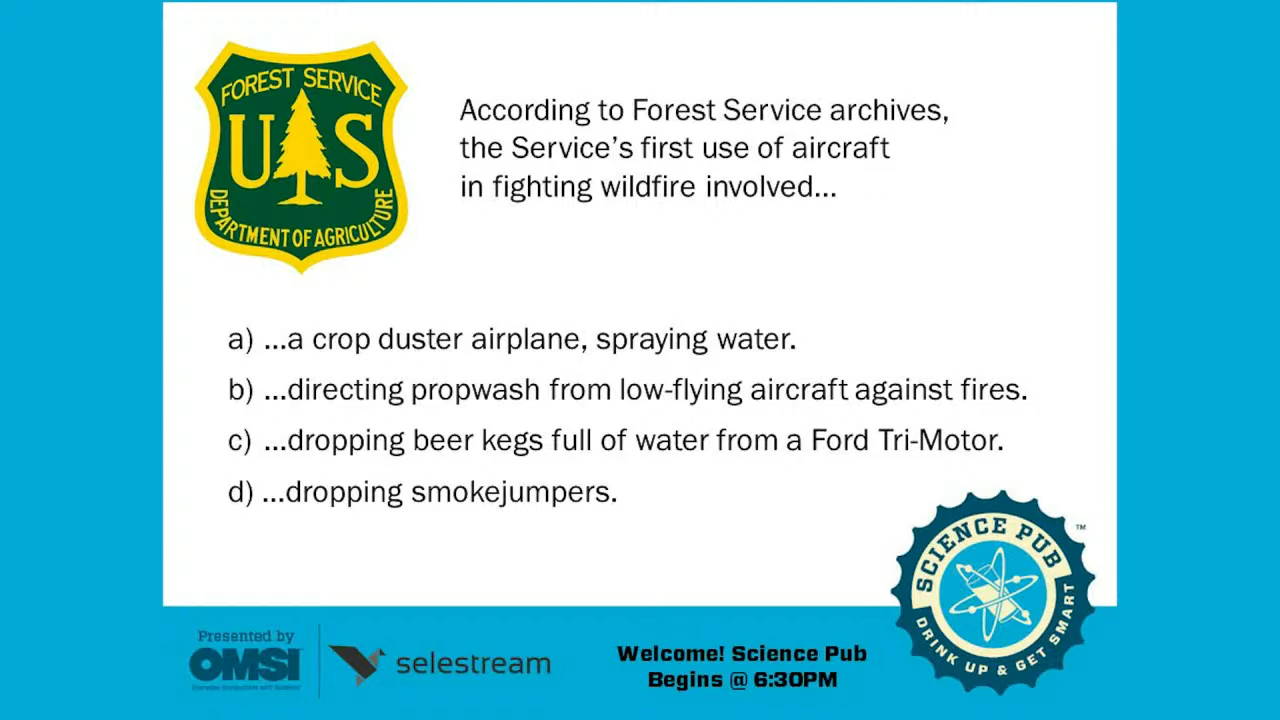 FOREST SERVICE
U S
DEPARTMENT OF AGRICULTURE
According to Forest Service archives,
the Service’s first use of aircraft
in fighting wildfire involved...
a) ...a crop duster airplane, spraying water.
b) ...directing propwash from low-flying aircraft against fires.
c) ...dropping beer kegs full of water from a Ford Tri-Motor.
d) ...dropping smokejumpers.
SCIENCE PUB
TM
DRINK UP & GET SMART
Presented by
OMSI
selestream
Welcome! Science Pub
Begins @ 6:30PM